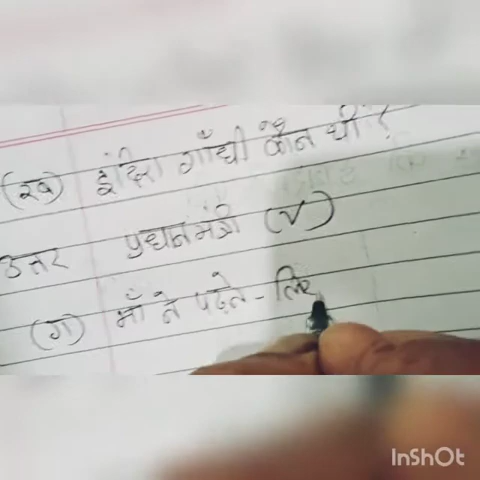 (ख) इंदिरा गाँधी कौन थी ?
उत्तर प्रधानमंत्री (✓)
(ग) माँ ने पढ़ने - लि
InShOt